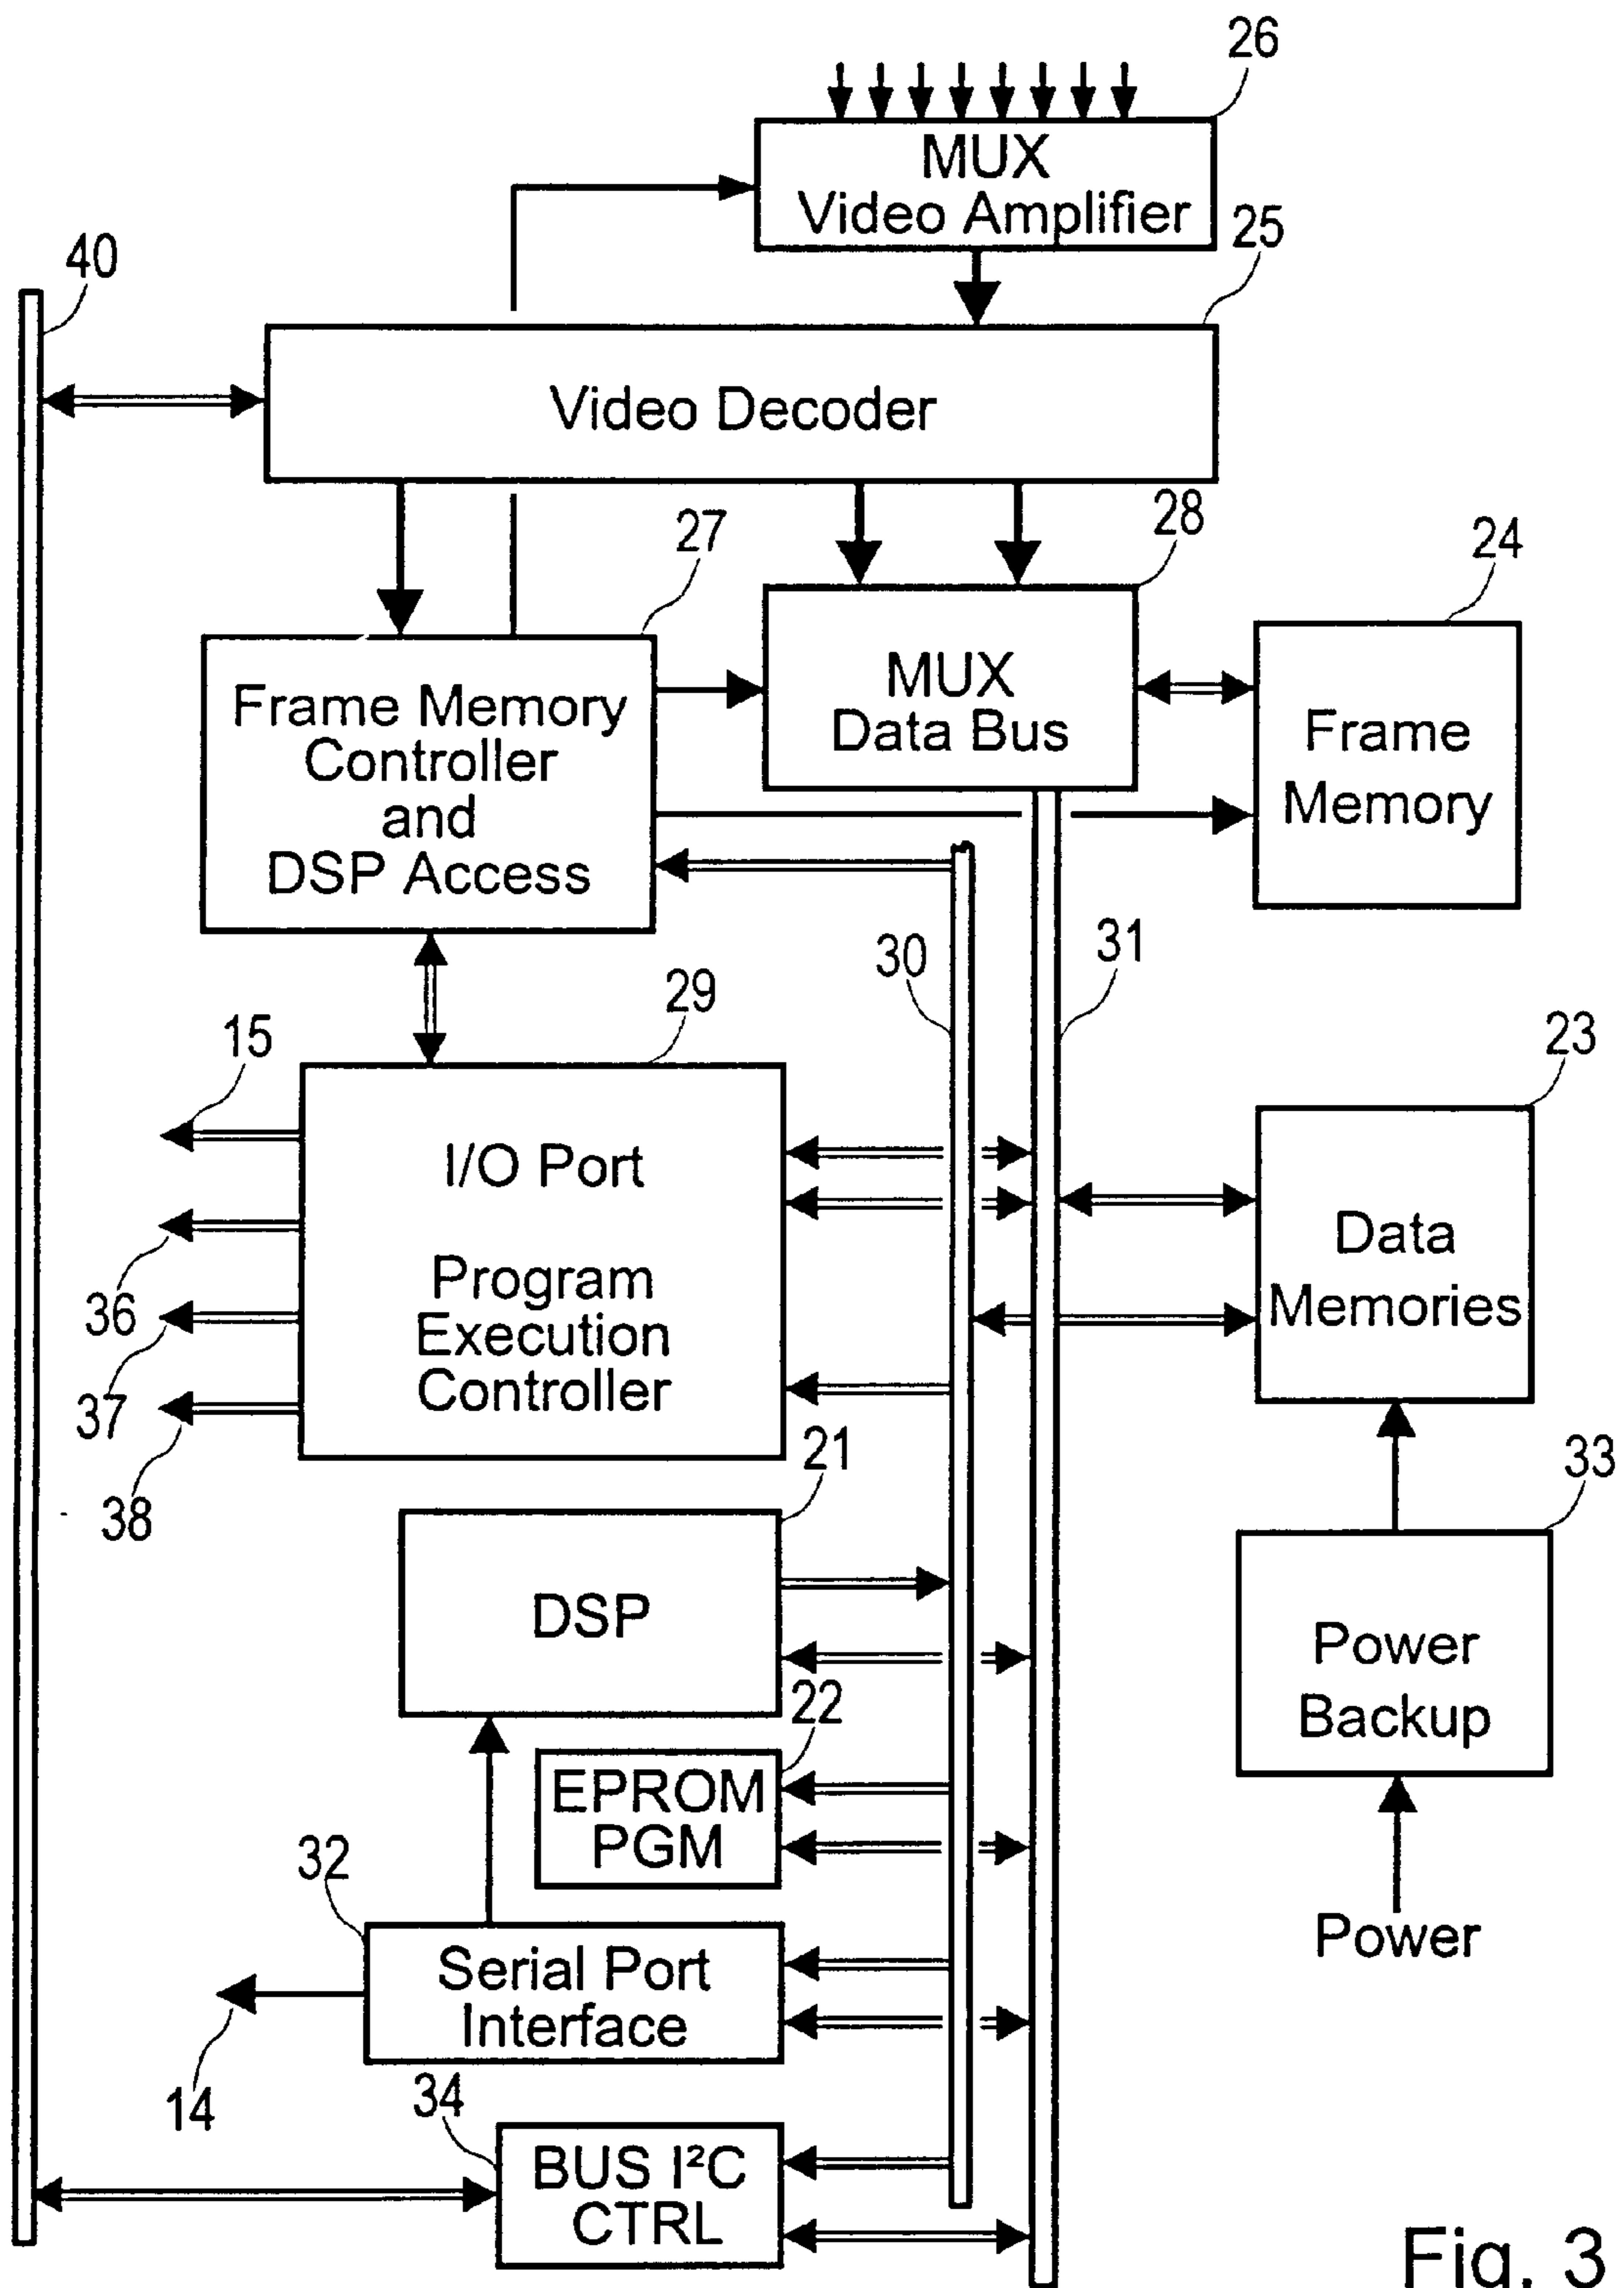 26
MUX
Video Amplifier
25
40
Video Decoder
28
27
24
MUX
Data Bus
Frame Memory
Controller
and
DSP Access
Frame
Memory
30
31
29
15
23
I/O Port
Program
Execution
Controller
36
37
38
Data
Memories
21
33
DSP
Power
Backup
22
EPROM
PGM
32
Power
Serial Port
Interface
14
34
BUS I²C
CTRL
Fig. 3